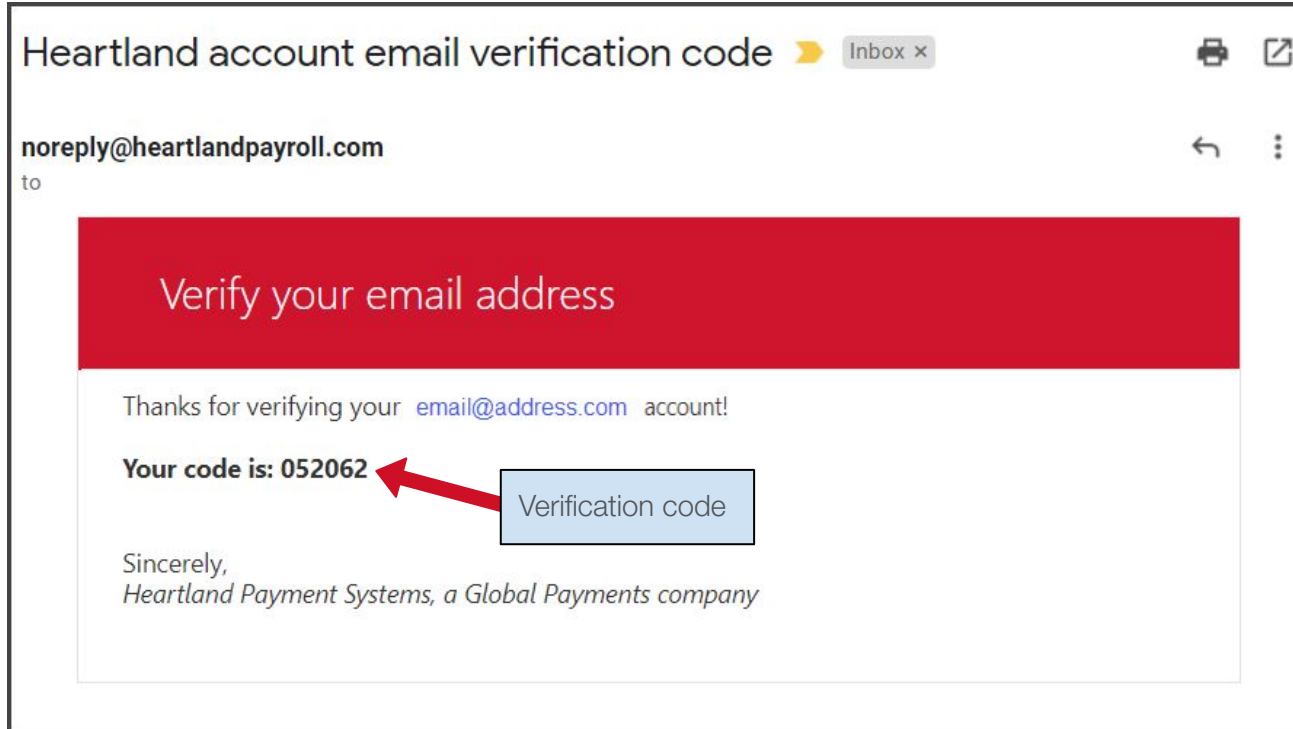 Heartland account email verification code Inbox ×
noreply@heartlandpayroll.com
to
Verify your email address
Thanks for verifying your email@address.com account!
Your code is: 052062
Verification code
Sincerely,
Heartland Payment Systems, a Global Payments company